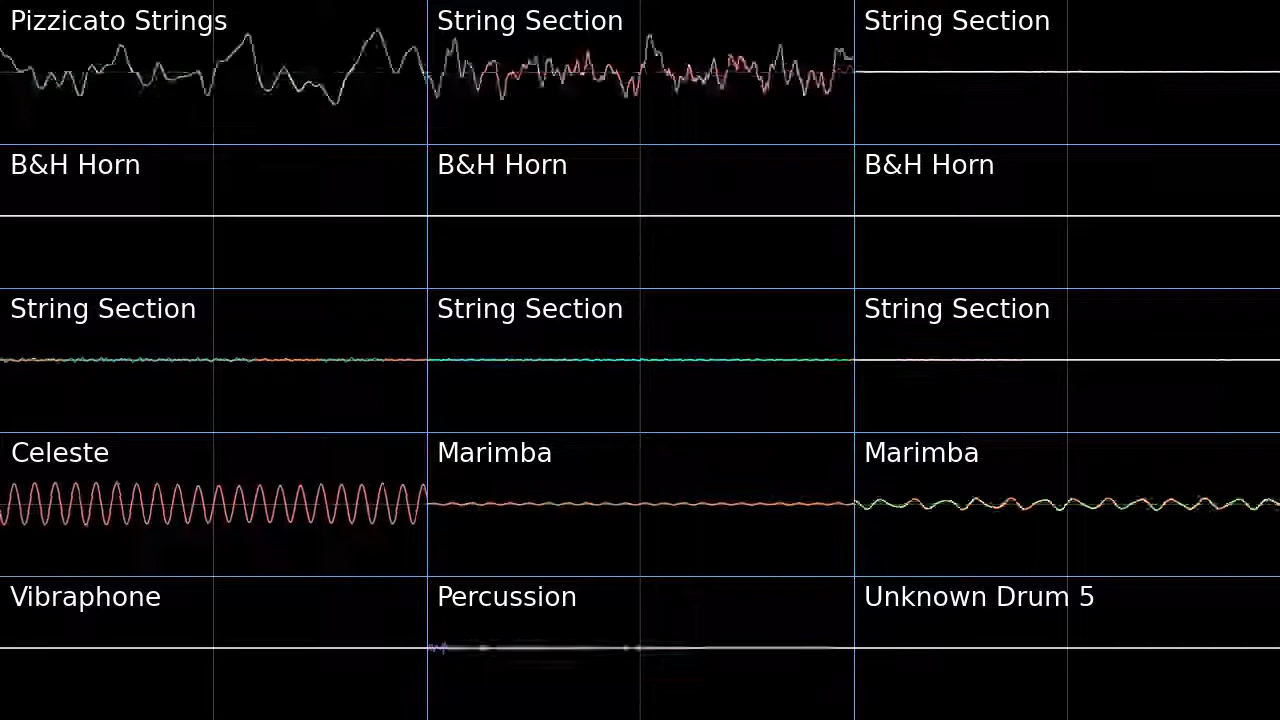 Pizzicato Strings
String Section
String Section
B&H Horn
B&H Horn
B&H Horn
String Section
String Section
String Section
Celeste
Marimba
Marimba
Vibraphone
Percussion
Unknown Drum 5